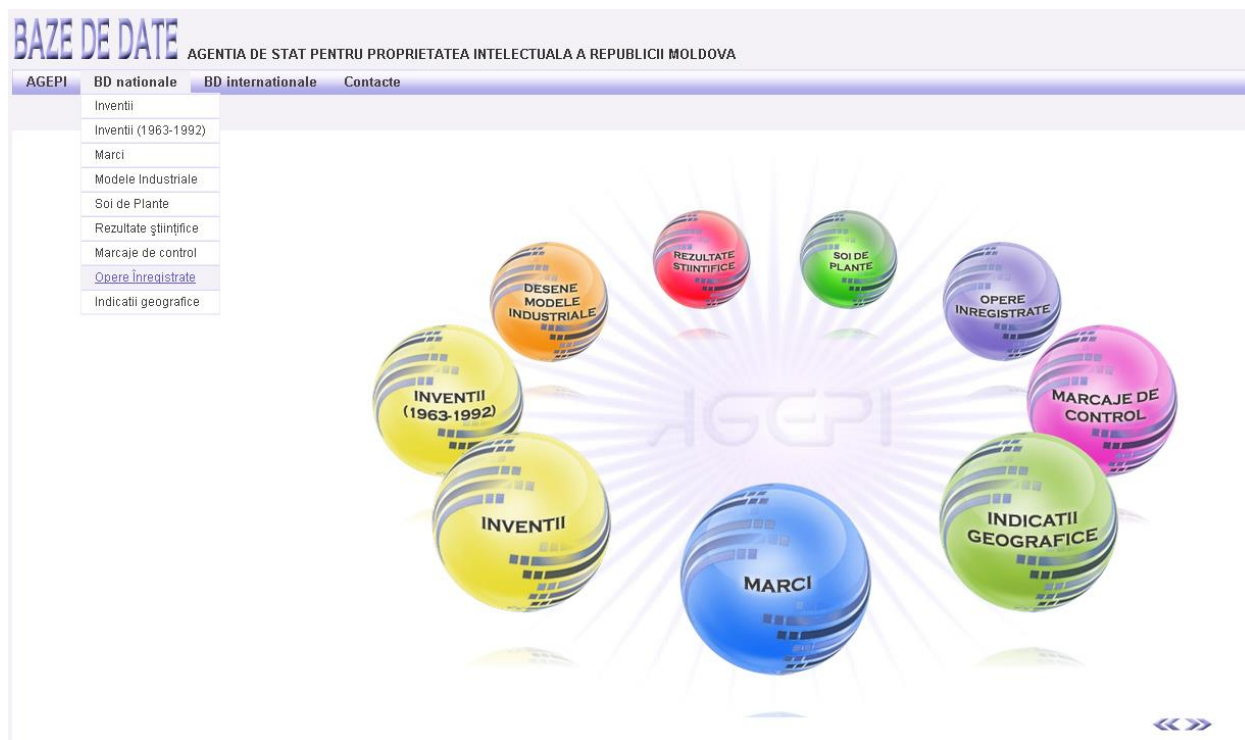 BAZE DE DATE AGENTIA DE STAT PENTRU PROPRIETATEA INTELECTUALA A REPUBLICII MOLDOVA
AGEPI BD nationale BD internationale Contacte
Inventii
Inventii (1963-1992)
Marci
Modele Industriale
Soi de Plante
Rezultate științifice
Marcaje de control
Opere Înregistrate
Indicatii geografice
REZULTATE
STIINTIFICE
SOI DE
PLANTE
DESENE
MODELE
INDUSTRIALE
OPERE
INREGISTRATE
INVENTII
(1963-1992)
MARCAJE DE
CONTROL
AGEPI
INVENTII
INDICATII
GEOGRAFICE
MARCI